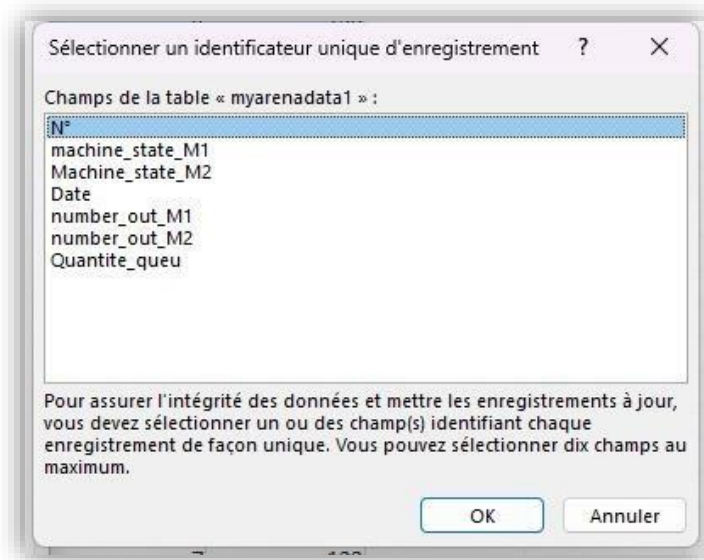 Sélectionner un identificateur unique d'enregistrement ? ×
Champs de la table « myarenadata1 » :
N°
machine_state_M1
Machine_state_M2
Date
number_out_M1
number_out_M2
Quantite_queu
Pour assurer l'intégrité des données et mettre les enregistrements à jour,
vous devez sélectionner un ou des champ(s) identifiant chaque
enregistrement de façon unique. Vous pouvez sélectionner dix champs au
maximum.
OK Annuler